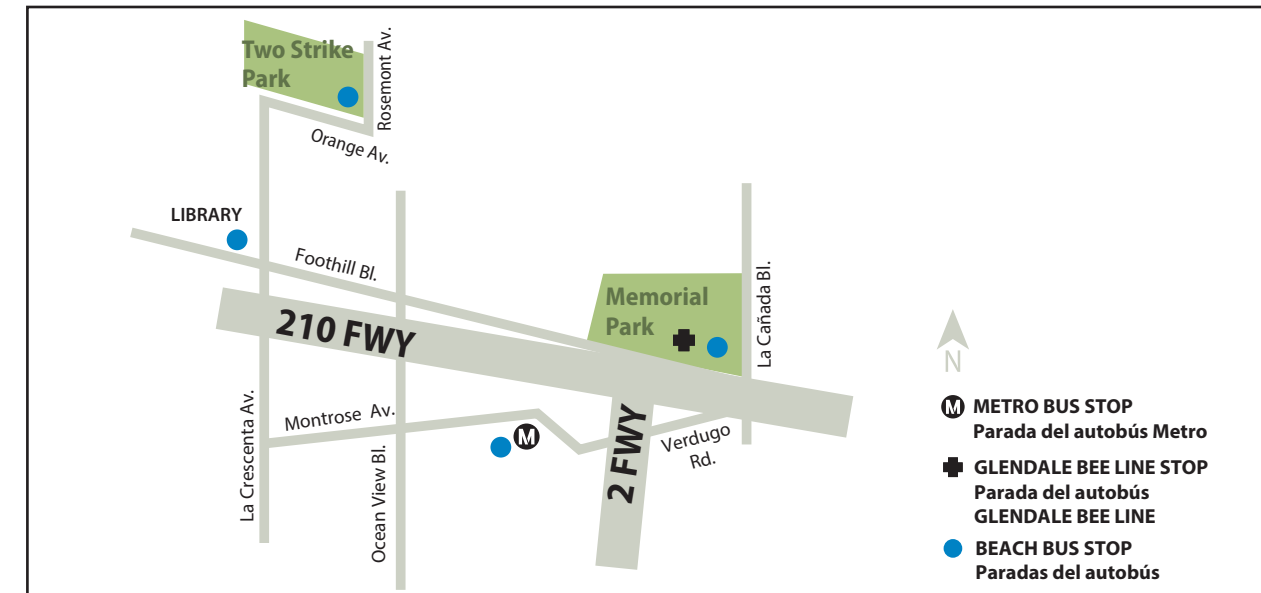 Two Strike
Park
Rosemont Av.
Orange Av.
LIBRARY
Foothill Bl.
210 FWY
Memorial
Park
La Cañada Bl.
La Crescenta Av.
Montrose Av.
Ocean View Bl.
M
2 FWY
Verdugo
Rd.
N
M METRO BUS STOP
Parada del autobús Metro
GLENDALE BEE LINE STOP
Parada del autobús
GLENDALE BEE LINE
BEACH BUS STOP
Paradas del autobús